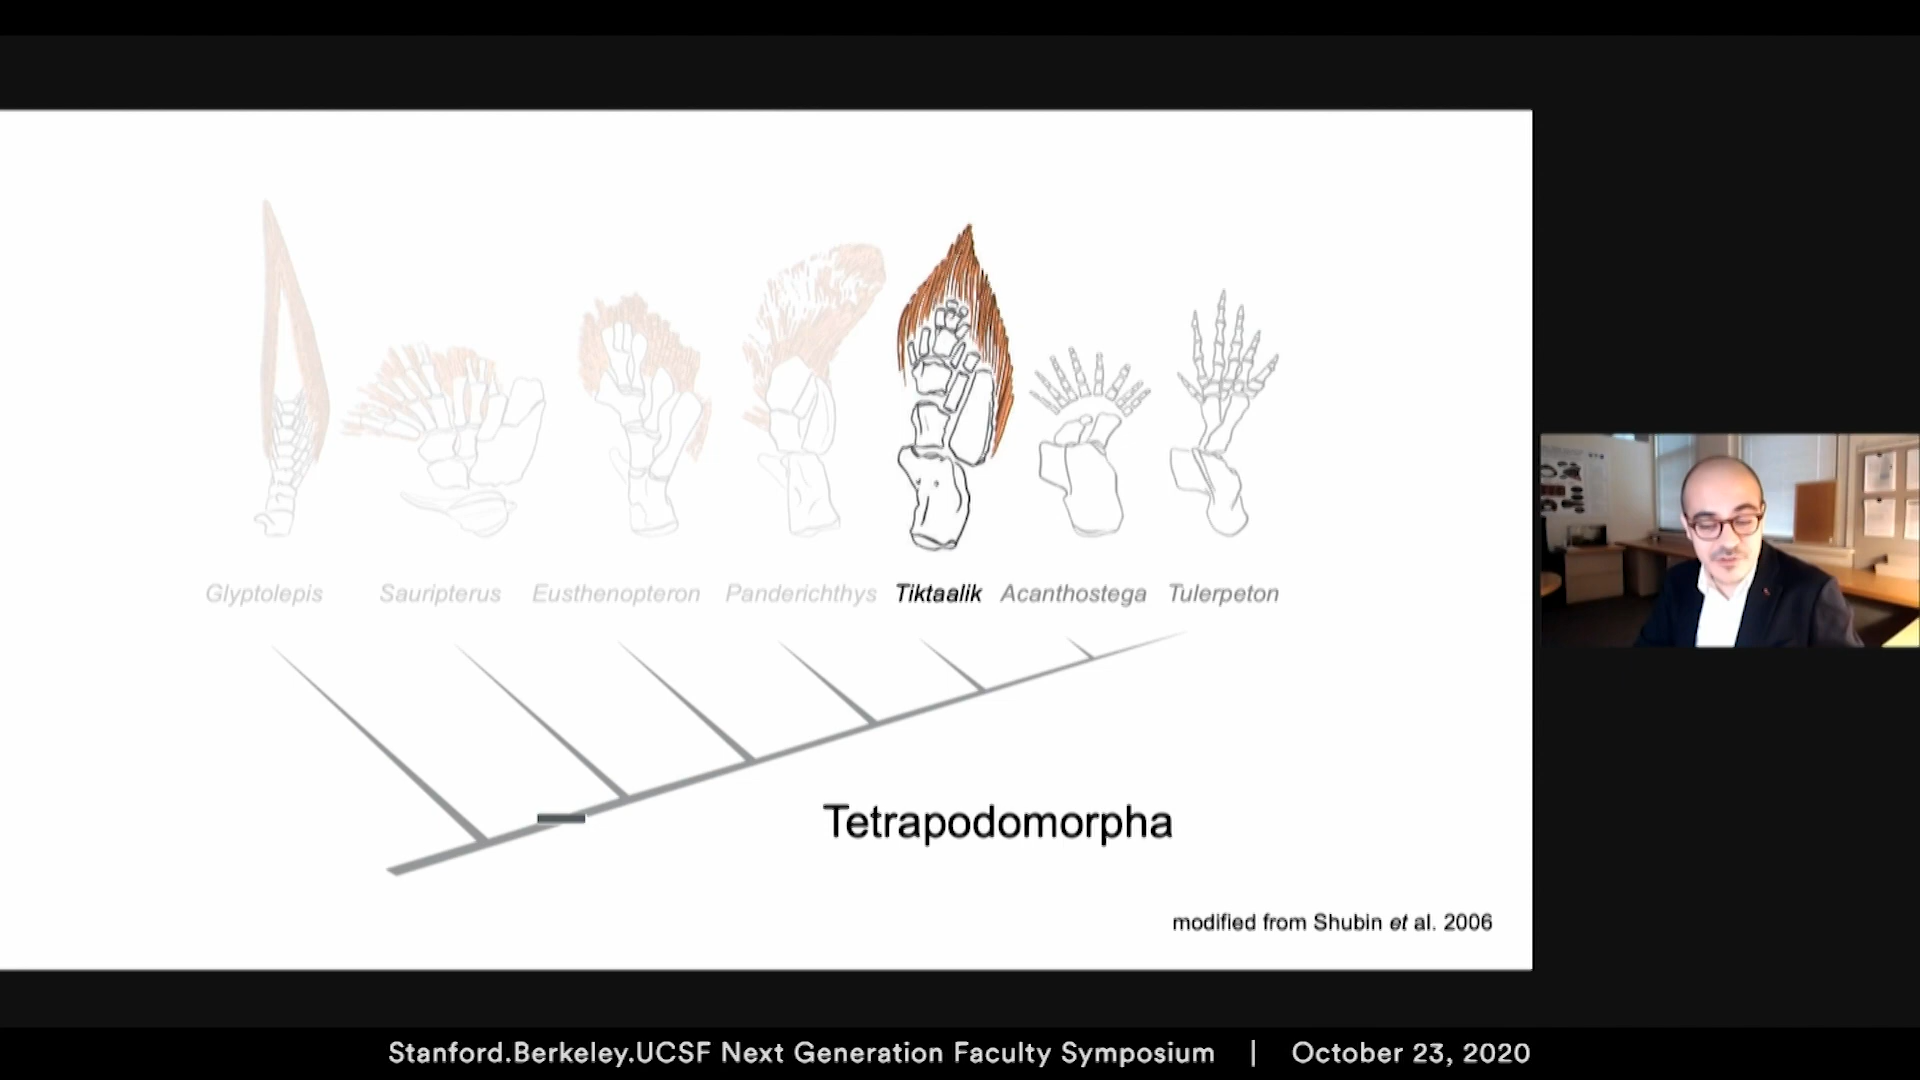 Glyptolepis Sauripterus Eusthenopteron Panderichthys Tiktaalik Acanthostega Tulerpeton
Tetrapodomorpha
modified from Shubin et al. 2006
Stanford.Berkeley.UCSF Next Generation Faculty Symposium | October 23, 2020